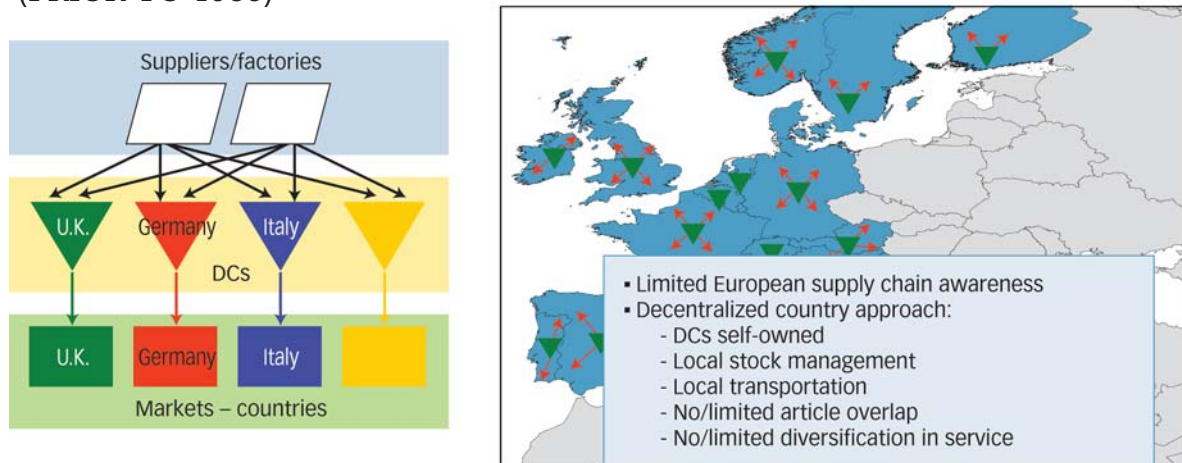 Suppliers/factories
U.K.
Germany
Italy
DCs
U.K.
Germany
Italy
Markets – countries
▪ Limited European supply chain awareness
▪ Decentralized country approach:
- DCs self-owned
- Local stock management
- Local transportation
- No/limited article overlap
- No/limited diversification in service